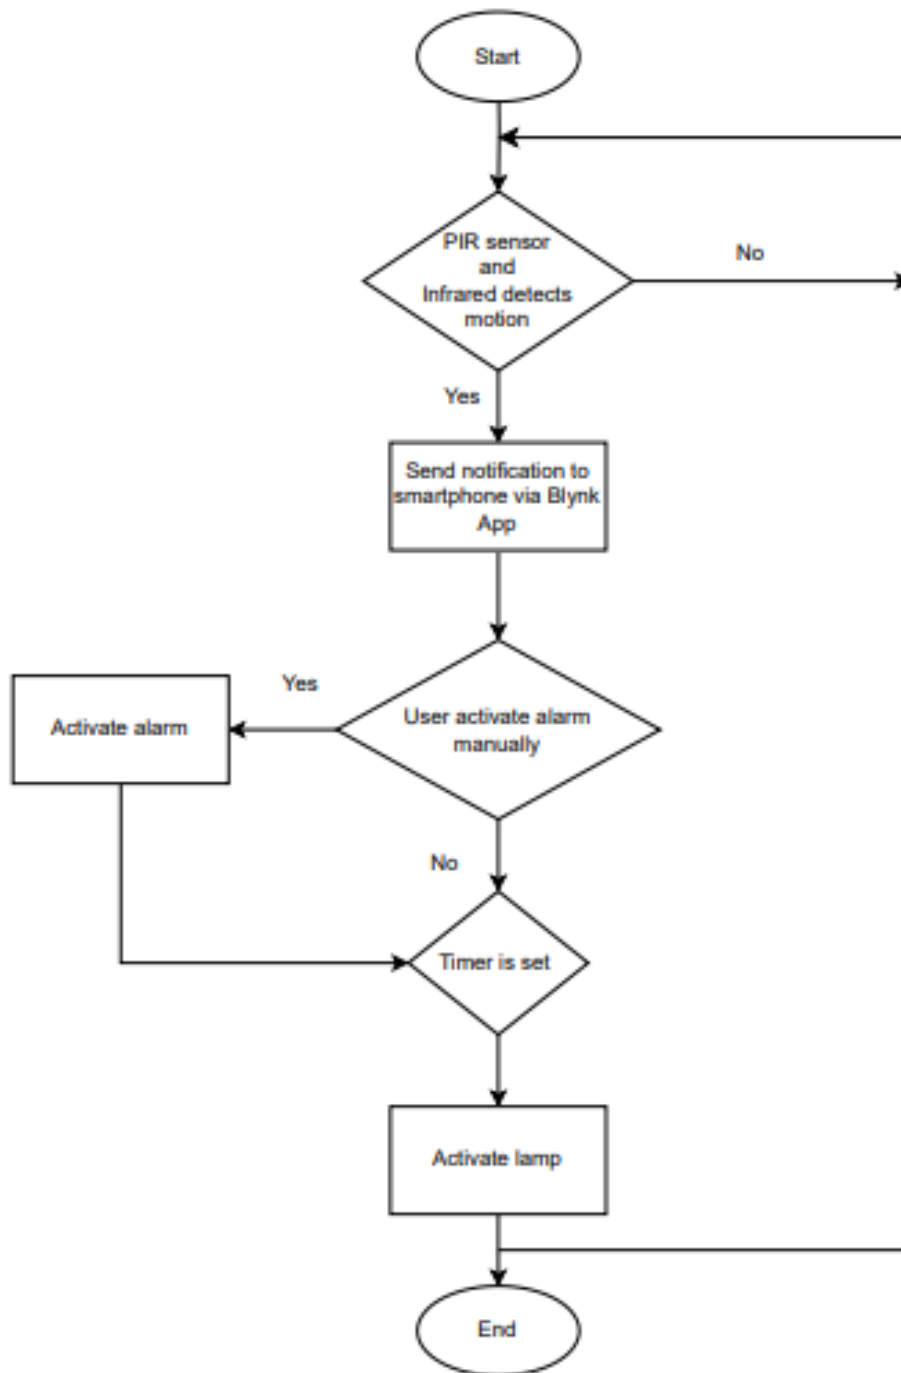 Start
PIR sensor
and
Infrared detects
motion
No
Yes
Send notification to
smartphone via Blynk
App
Yes
Activate alarm
User activate alarm
manually
No
Timer is set
Activate lamp
End